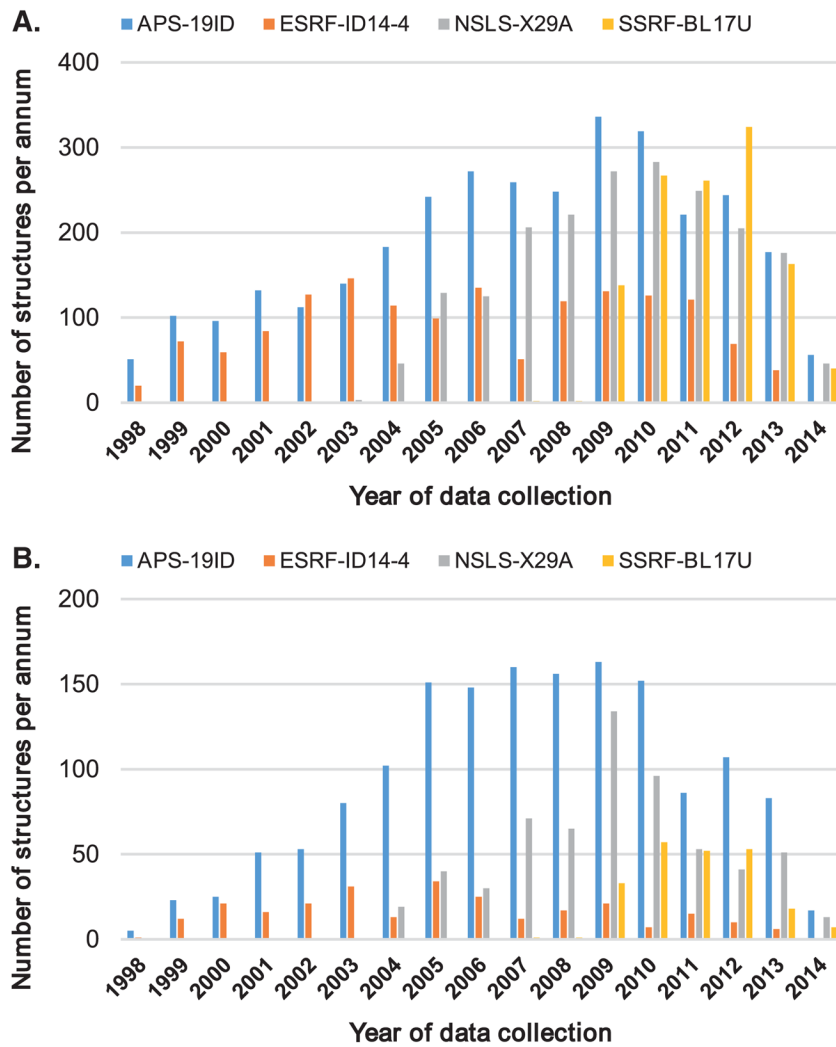 A.
APS-19ID ESRF-ID14-4 NSLS-X29A SSRF-BL17U
Number of structures per annum
400
300
200
100
0
1998 1999 2000 2001 2002 2003 2004 2005 2006 2007 2008 2009 2010 2011 2012 2013 2014
Year of data collection
B.
APS-19ID ESRF-ID14-4 NSLS-X29A SSRF-BL17U
Number of structures per annum
200
150
100
50
0
1998 1999 2000 2001 2002 2003 2004 2005 2006 2007 2008 2009 2010 2011 2012 2013 2014
Year of data collection